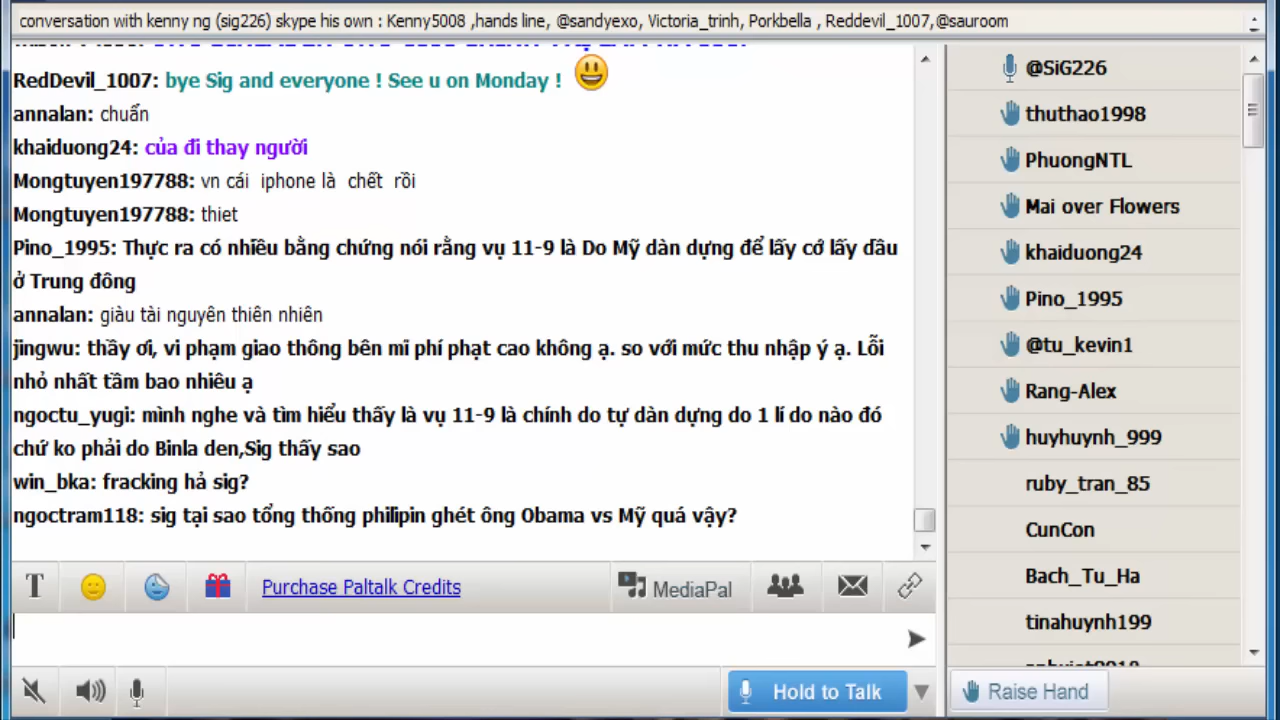 conversation with kenny ng (sig226) skype his own : Kenny5008 ,hands line, @sandyexo, Victoria_trinh, Porkbella , Reddevil_1007,@sauroom
RedDevil_1007: bye Sig and everyone ! See u on Monday !
annalan: chuẩn
khaiduong24: của đi thay người
Mongtuyen197788: vn cái iphone là chết rồi
Mongtuyen197788: thiet
Pino_1995: Thực ra có nhiêu bằng chứng nói rằng vụ 11-9 là Do Mỹ dàn dựng để lấy cớ lấy dầu
ở Trung đông
annalan: giàu tài nguyên thiên nhiên
jingwu: thầy ơi, vi phạm giao thông bên mĩ phí phạt cao không ạ. so với mức thu nhập ý ạ. Lỗi
nhỏ nhất tầm bao nhiêu ạ
ngoctu_yugi: mình nghe và tìm hiểu thấy là vụ 11-9 là chính do tự dàn dựng do 1 lí do nào đó
chứ ko phải do Binla den,Sig thấy sao
win_bka: fracking hả sig?
ngoctram118: sig tại sao tổng thống philipin ghét ông Obama vs Mỹ quá vậy?
T
Purchase Paltalk Credits
MediaPal
Hold to Talk
@SiG226
thuthao1998
PhuongNTL
Mai over Flowers
khaiduong24
Pino_1995
@tu_kevin1
Rang-Alex
huyhuynh_999
ruby_tran_85
CunCon
Bach_Tu_Ha
tinahuynh199
Raise Hand